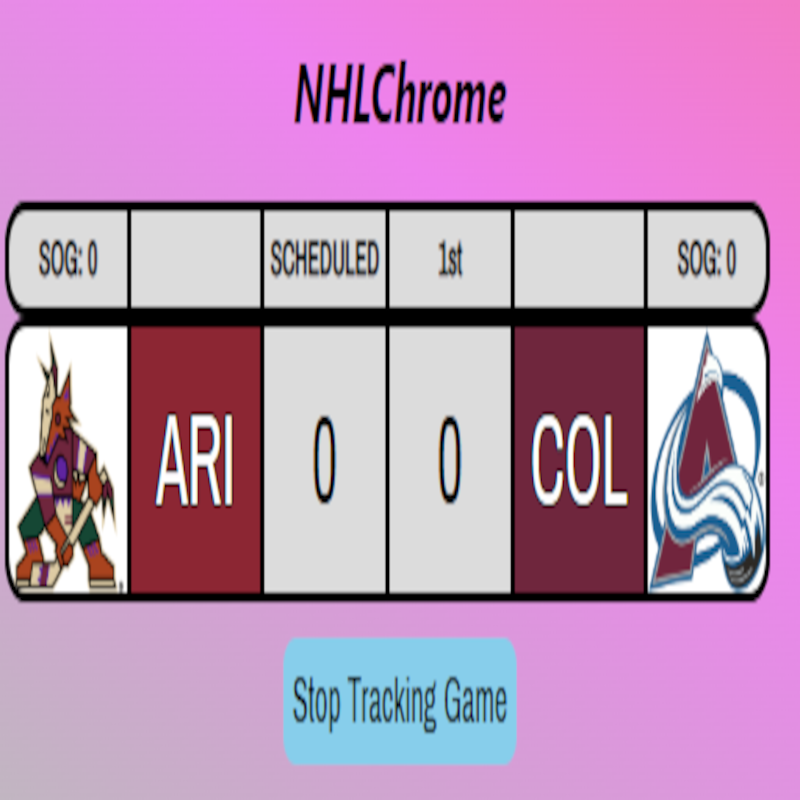 NHLChrome
SOG: 0 SCHEDULED 1st SOG: 0
ARI 0 0 COL
Stop Tracking Game